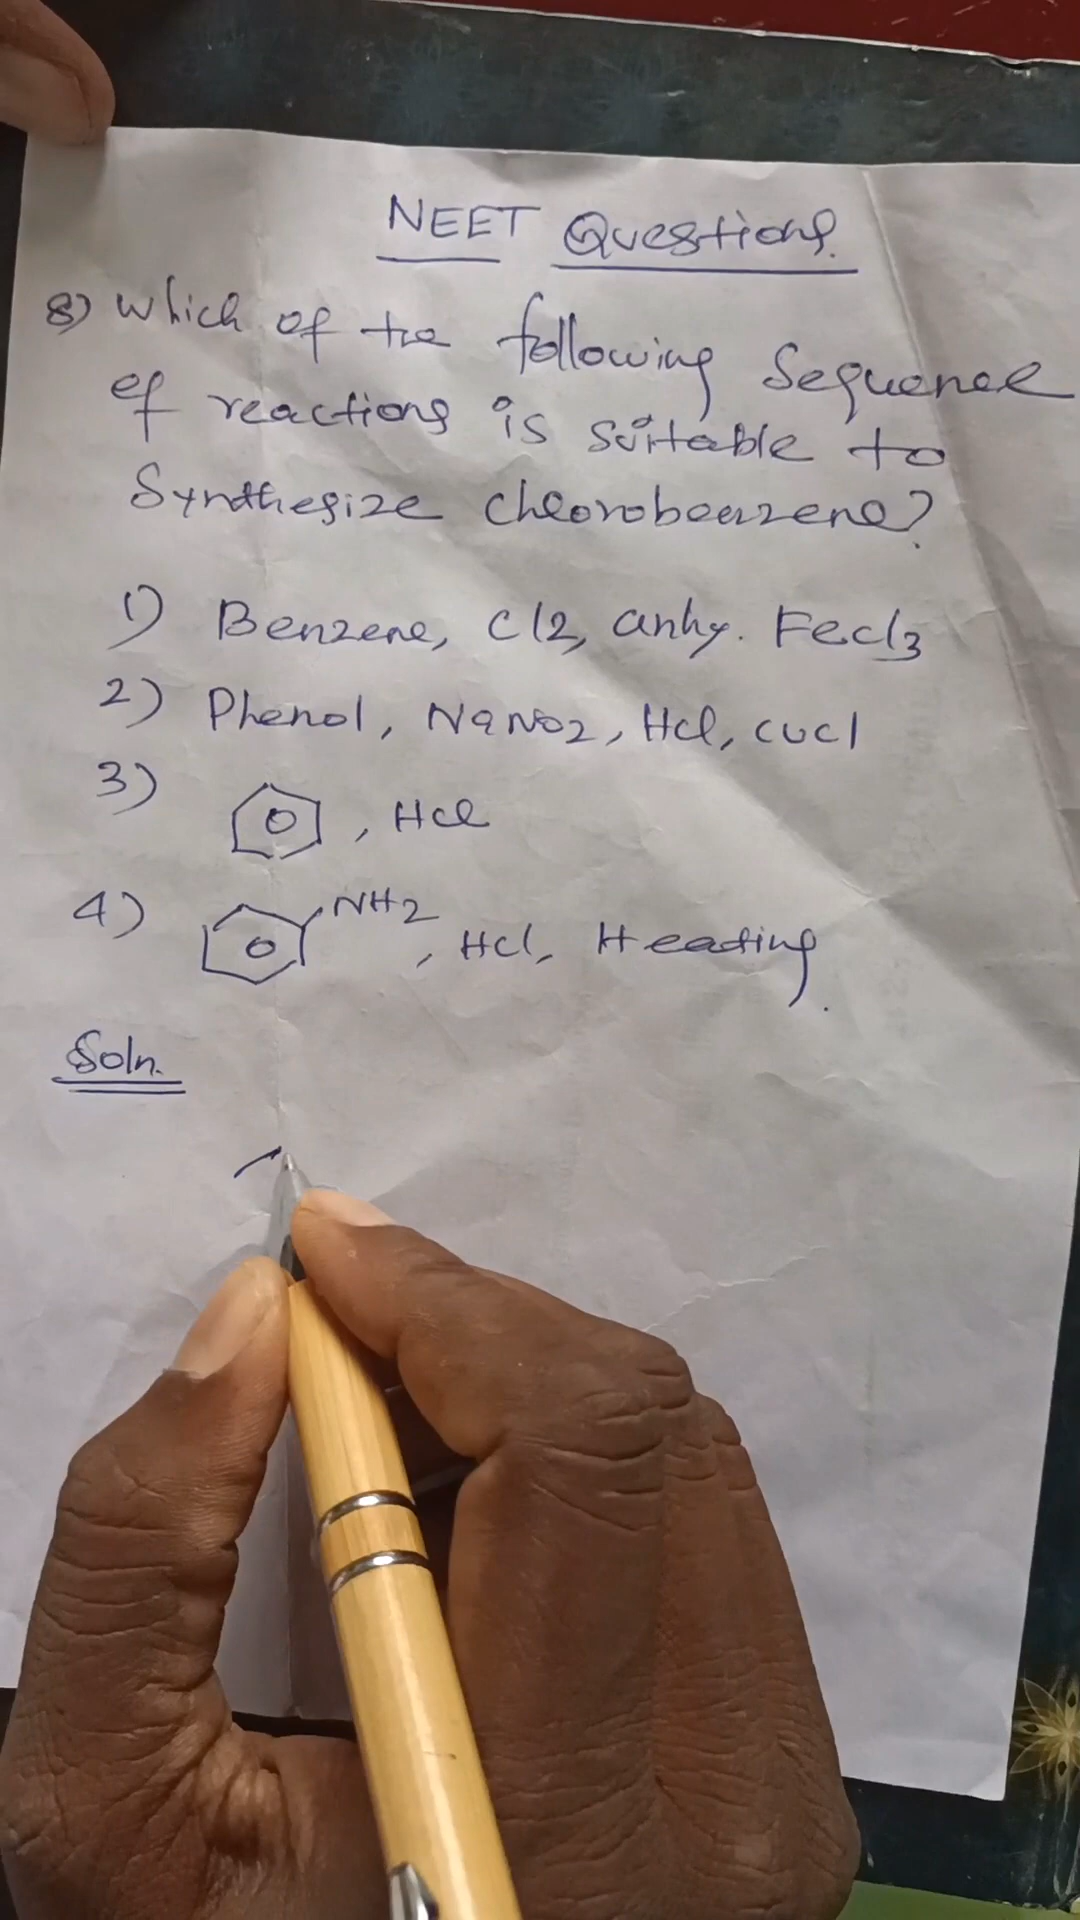 NEET Questions.
8) Which of the following Sequence
of reactions is suitable to
Synthesize chlorobenzene?
1) Benzene, Cl2, anhy. FeCl3
2) Phenol, NaNO2, HCl, CuCl
3) , HCl
4) NH2, HCl, Heating.
Soln.